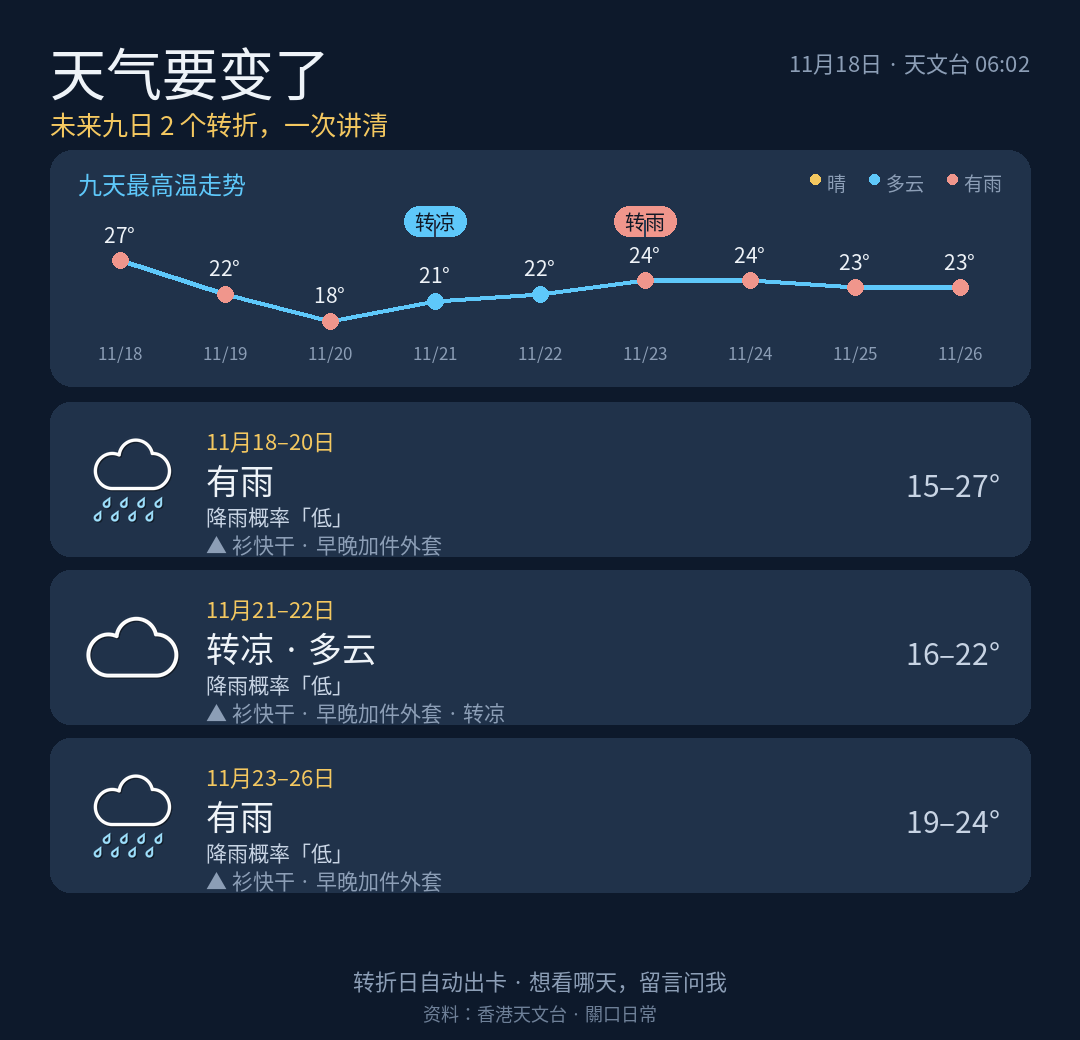 天气要变了
11月18日 · 天文台 06:02
未来九日 2 个转折，一次讲清
九天最高温走势
晴 多云 有雨
转凉 转雨
27° 22° 18° 21° 22° 24° 24° 23° 23°
11/18 11/19 11/20 11/21 11/22 11/23 11/24 11/25 11/26
11月18–20日
有雨
15–27°
降雨概率「低」
▲ 衫快干 · 早晚加件外套
11月21–22日
转凉 · 多云
16–22°
降雨概率「低」
▲ 衫快干 · 早晚加件外套 · 转凉
11月23–26日
有雨
19–24°
降雨概率「低」
▲ 衫快干 · 早晚加件外套
转折日自动出卡 · 想看哪天，留言问我
资料：香港天文台 · 關口日常